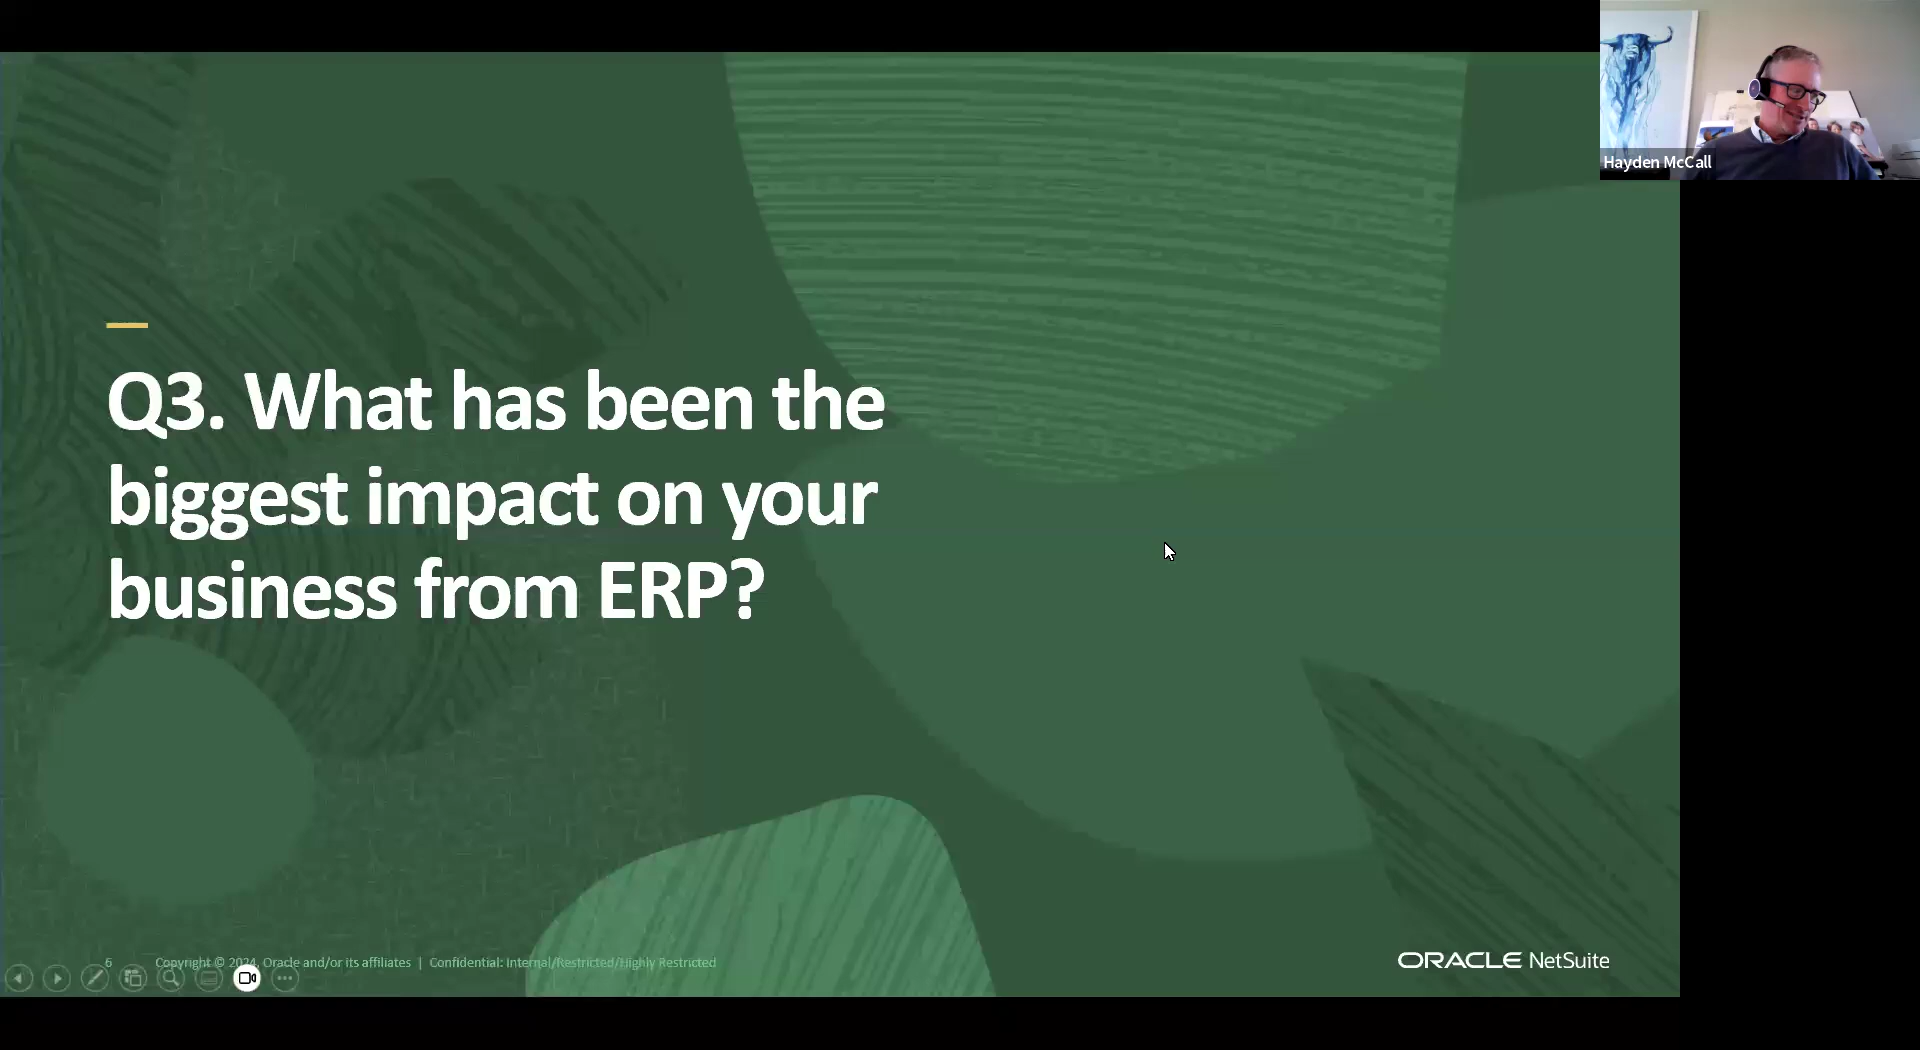 Hayden McCall
Q3. What has been the
biggest impact on your
business from ERP?
6 Copyright © 2024, Oracle and/or its affiliates | Confidential: Internal/Restricted/Highly Restricted
ORACLE NetSuite